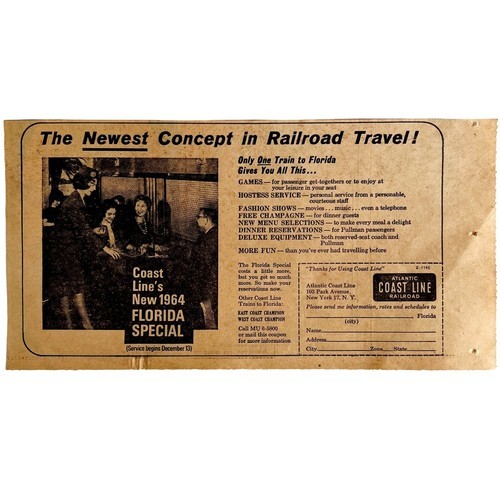 The Newest Concept in Railroad Travel!
Coast
Line's
New 1964
FLORIDA
SPECIAL
(Service begins December 13)
Only One Train to Florida
Gives You All This...
GAMES — for passenger get-togethers or to enjoy at
your leisure in your seat
HOSTESS SERVICE — personal service from a personable,
courteous staff
FASHION SHOWS — movies...music...even a telephone
FREE CHAMPAGNE — for dinner guests
NEW MENU SELECTIONS — to make every meal a delight
DINNER RESERVATIONS — for Pullman passengers
DELUXE EQUIPMENT — both reserved-seat coach and
Pullman
MORE FUN — than you've ever had travelling before
The Florida Special
costs a little more,
but you get so much
more. So make your
reservations now.
Other Coast Line
Trains to Florida:
EAST COAST CHAMPION
WEST COAST CHAMPION
Call MU 6-5800
or mail this coupon
for more information
"Thanks for Using Coast Line"
Atlantic Coast Line
103 Park Avenue
New York 17, N. Y.
ATLANTIC
COAST LINE
RAILROAD
Please send me information, rates and schedules to
Florida
(city)
Name
Address
City Zone State